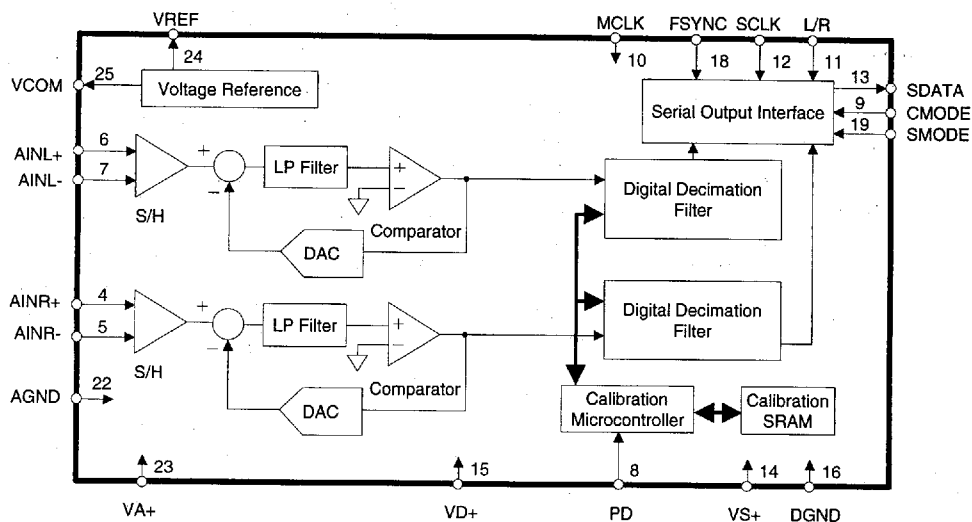 VREF
MCLK FSYNC SCLK L/R
24
10 18 12 11
VCOM 25
Voltage Reference
Serial Output Interface
13 SDATA
9 CMODE
19 SMODE
AINL+ 6
AINL- 7
S/H
+
−
LP Filter
+
−
Comparator
DAC
Digital Decimation
Filter
AINR+ 4
AINR- 5
S/H
+
−
LP Filter
+
−
Comparator
DAC
Digital Decimation
Filter
AGND 22
Calibration
Microcontroller
Calibration
SRAM
23 15 8 14 16
VA+ VD+ PD VS+ DGND